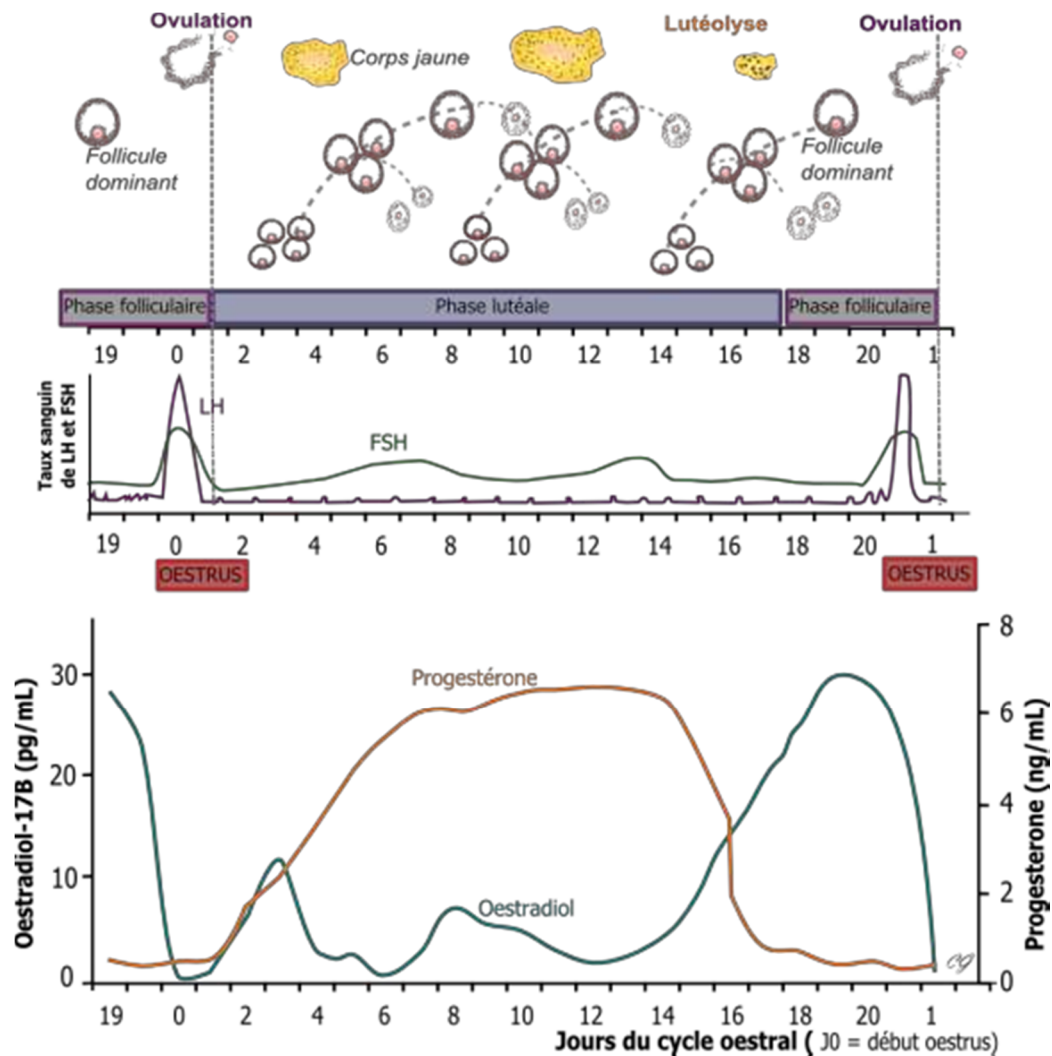 Ovulation
Lutéolyse
Ovulation
Corps jaune
Follicule
dominant
Follicule
dominant
Phase folliculaire
Phase lutéale
Phase folliculaire
19 0 2 4 6 8 10 12 14 16 18 20 1
Taux sanguin
de LH et FSH
LH
FSH
19 0 2 4 6 8 10 12 14 16 18 20 1
OESTRUS
OESTRUS
Oestradiol-17B (pg/mL)
30
20
10
0
Progestérone
Oestradiol
8
6
4
2
0
Progesterone (ng/mL)
19 0 2 4 6 8 10 12 14 16 18 20 1
Jours du cycle oestral ( J0 = début oestrus)